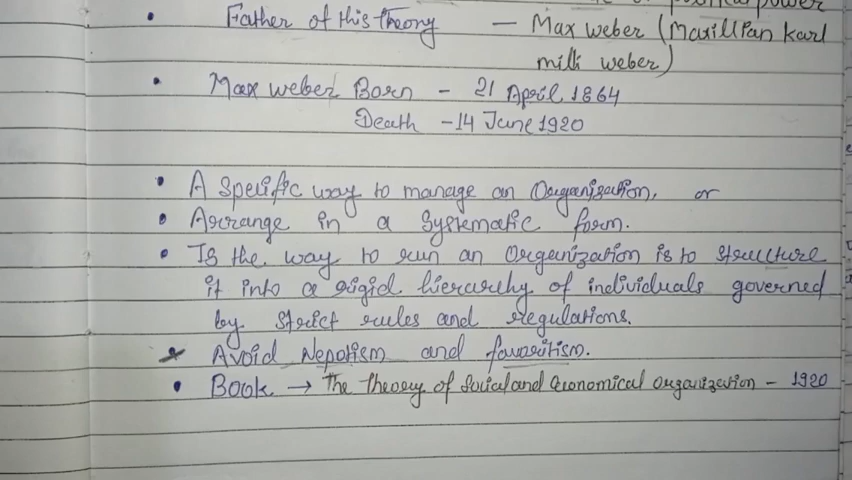 power
• Father of this theory — Max weber (Maxillian karl
milli weber)
• Max weber Born - 21 April 1864
Death - 14 June 1920
• A specific way to manage an Organization, or
• Arrange in a systematic form.
• Is the way to run an Organization is to structure
it into a rigid hierarchy of individuals governed
by strict rules and regulations.
Avoid Nepotism and favoritism.
• Book → The theory of social and economical organization - 1920